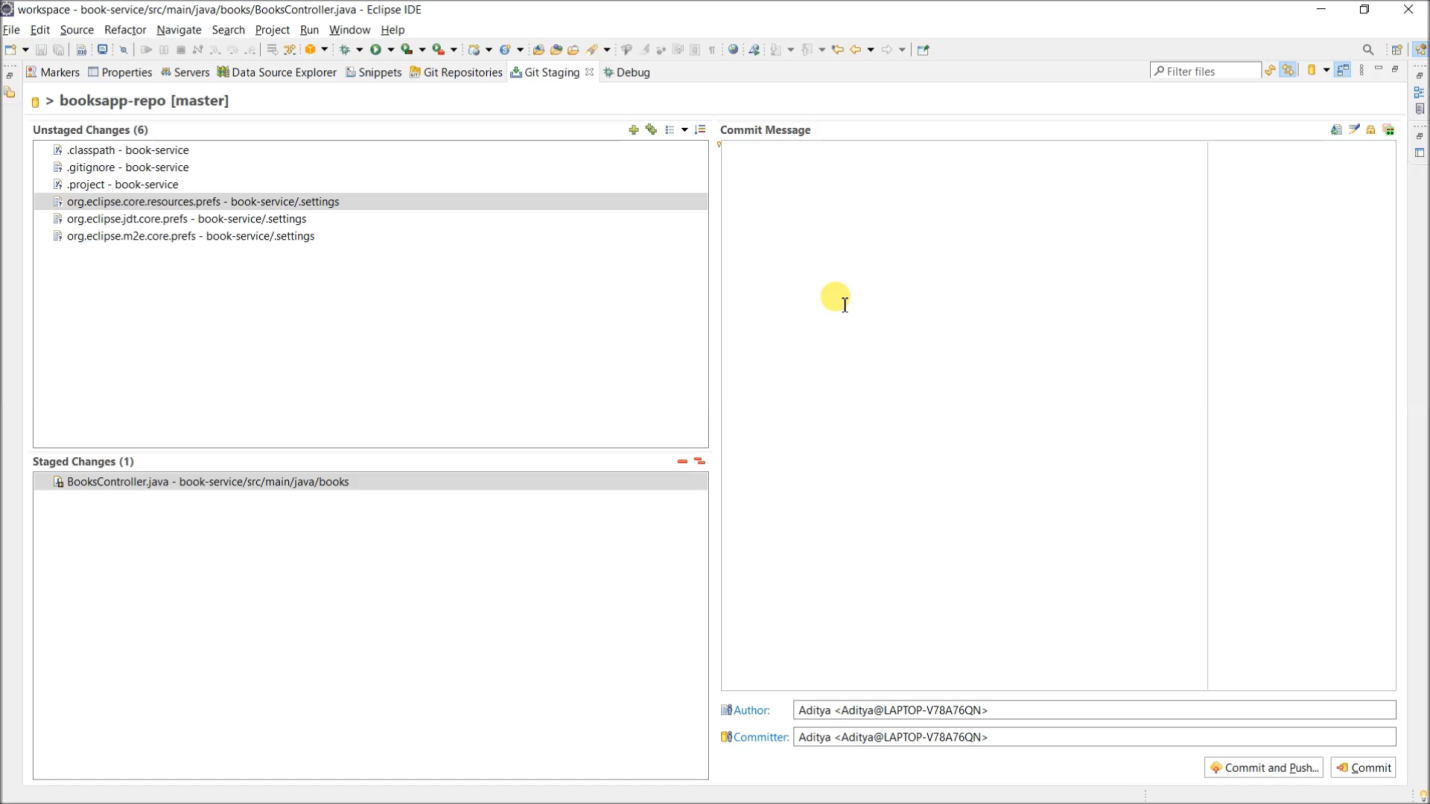 workspace - book-service/src/main/java/books/BooksController.java - Eclipse IDE
File Edit Source Refactor Navigate Search Project Run Window Help
Markers Properties Servers Data Source Explorer Snippets Git Repositories Git Staging Debug Filter files
> booksapp-repo [master]
Unstaged Changes (6)
.classpath - book-service
.gitignore - book-service
.project - book-service
org.eclipse.core.resources.prefs - book-service/.settings
org.eclipse.jdt.core.prefs - book-service/.settings
org.eclipse.m2e.core.prefs - book-service/.settings
Staged Changes (1)
BooksController.java - book-service/src/main/java/books
Commit Message
Author: Aditya <Aditya@LAPTOP-V78A76QN>
Committer: Aditya <Aditya@LAPTOP-V78A76QN>
Commit and Push... Commit